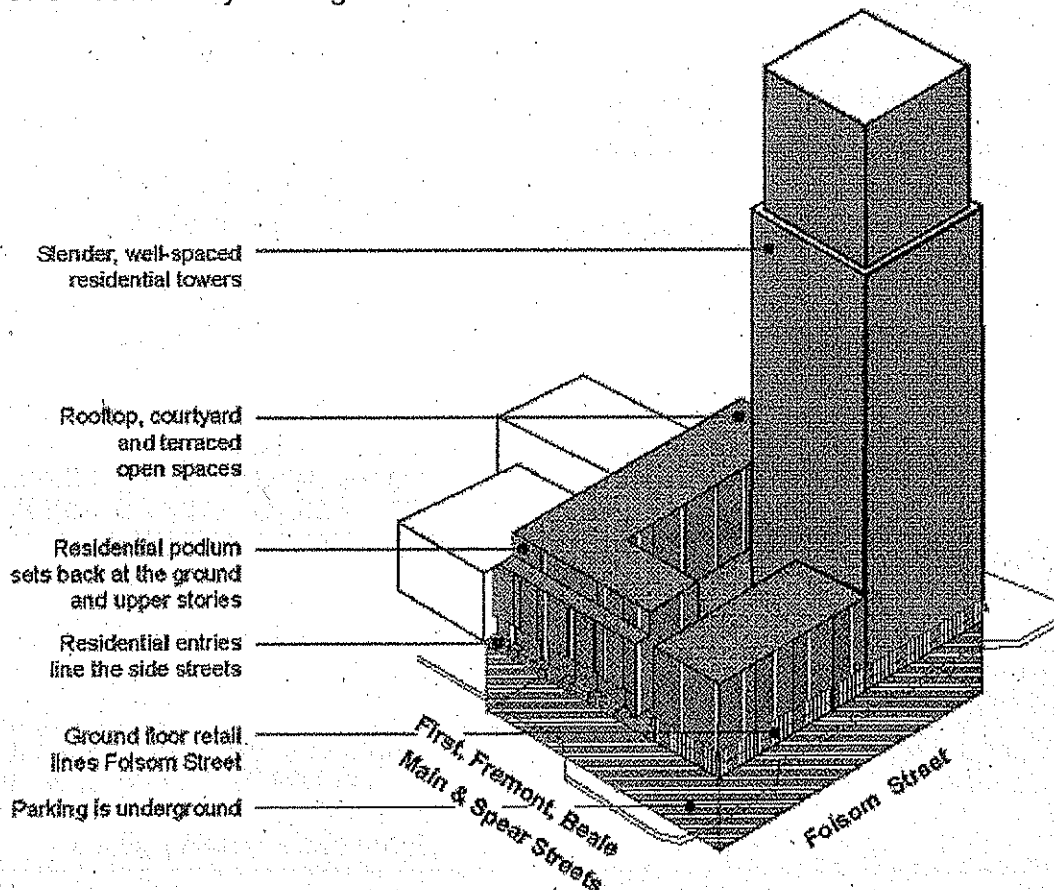 Slender, well-spaced
residential towers
Rooftop, courtyard
and terraced
open spaces
Residential podium
sets back at the ground
and upper stories
Residential entries
line the side streets
Ground floor retail
lines Folsom Street
Parking is underground
First, Fremont, Beale
Main & Spear Streets
Folsom Street